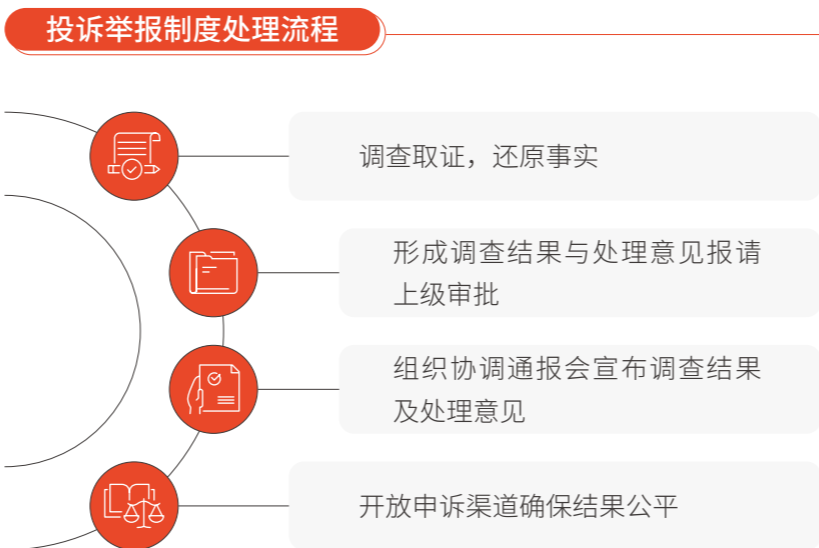 投诉举报制度处理流程
调查取证，还原事实
形成调查结果与处理意见报请
上级审批
组织协调通报会宣布调查结果
及处理意见
开放申诉渠道确保结果公平